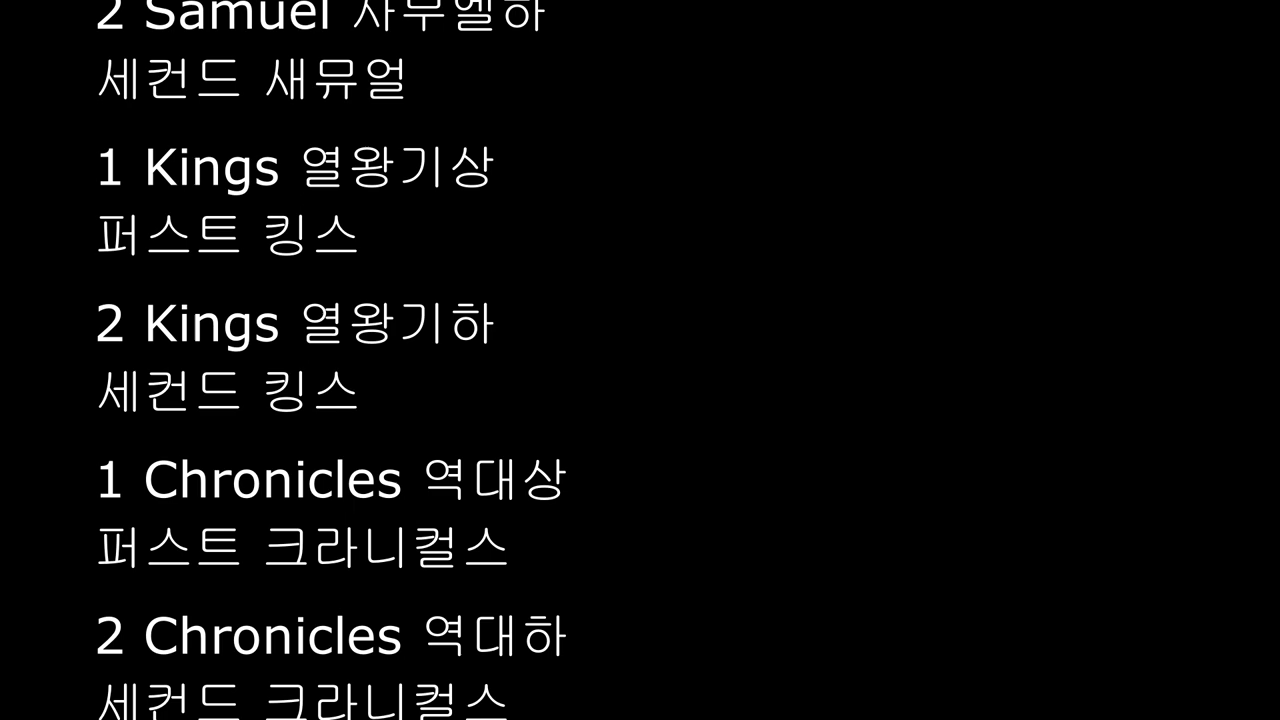 2 Samuel 사무엘하
세컨드 새뮤얼
1 Kings 열왕기상
퍼스트 킹스
2 Kings 열왕기하
세컨드 킹스
1 Chronicles 역대상
퍼스트 크라니컬스
2 Chronicles 역대하
세컨드 크라니컬스